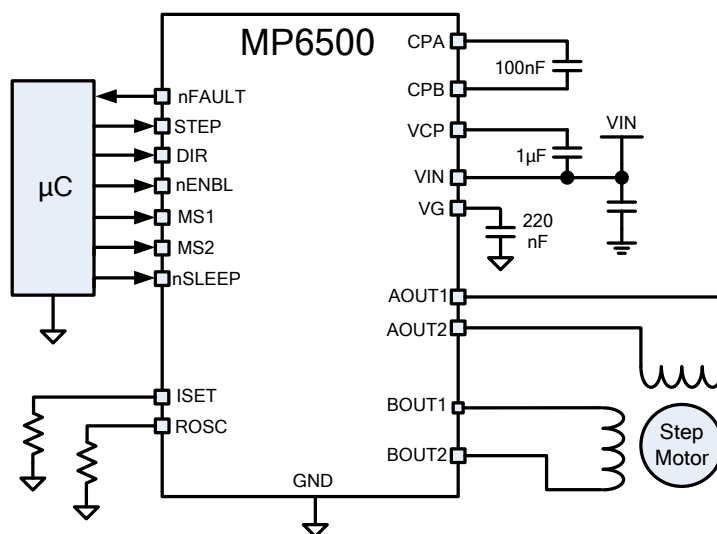 MP6500
µC
nFAULT
STEP
DIR
nENBL
MS1
MS2
nSLEEP
ISET
ROSC
GND
CPA
CPB
VCP
VIN
VG
AOUT1
AOUT2
BOUT1
BOUT2
100nF
1µF
VIN
220
nF
Step
Motor